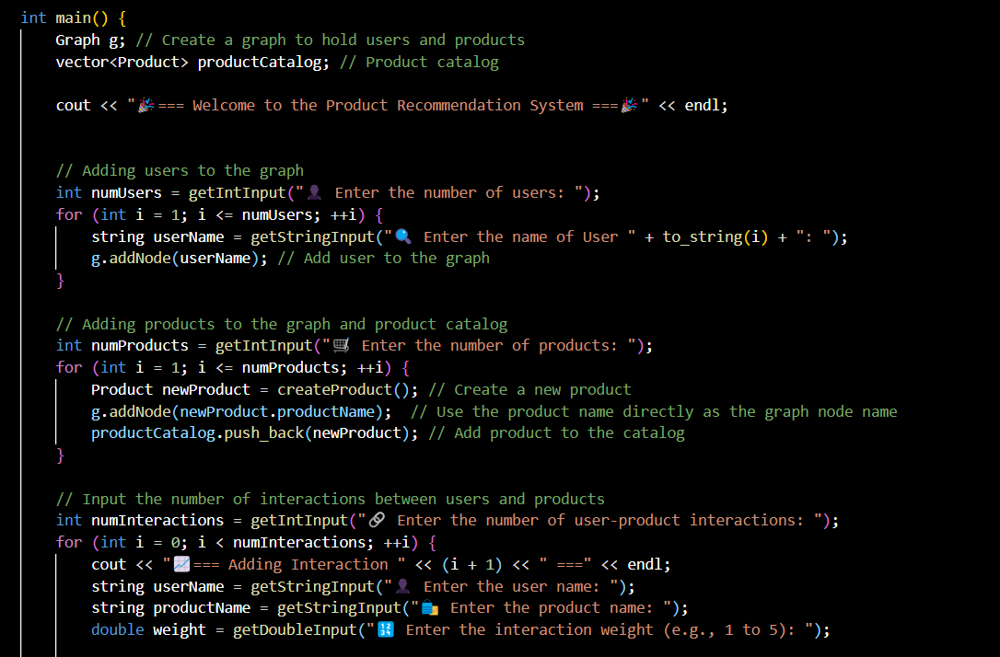 int main() {
    Graph g; // Create a graph to hold users and products
    vector<Product> productCatalog; // Product catalog

    cout << "🎉=== Welcome to the Product Recommendation System ===🎉" << endl;


    // Adding users to the graph
    int numUsers = getIntInput("👤 Enter the number of users: ");
    for (int i = 1; i <= numUsers; ++i) {
        string userName = getStringInput("🔍 Enter the name of User " + to_string(i) + ": ");
        g.addNode(userName); // Add user to the graph
    }

    // Adding products to the graph and product catalog
    int numProducts = getIntInput("🛒 Enter the number of products: ");
    for (int i = 1; i <= numProducts; ++i) {
        Product newProduct = createProduct(); // Create a new product
        g.addNode(newProduct.productName);  // Use the product name directly as the graph node name
        productCatalog.push_back(newProduct); // Add product to the catalog
    }

    // Input the number of interactions between users and products
    int numInteractions = getIntInput("🔗 Enter the number of user-product interactions: ");
    for (int i = 0; i < numInteractions; ++i) {
        cout << "📈=== Adding Interaction " << (i + 1) << " ===" << endl;
        string userName = getStringInput("👤 Enter the user name: ");
        string productName = getStringInput("🛍️ Enter the product name: ");
        double weight = getDoubleInput("🔢 Enter the interaction weight (e.g., 1 to 5): ");